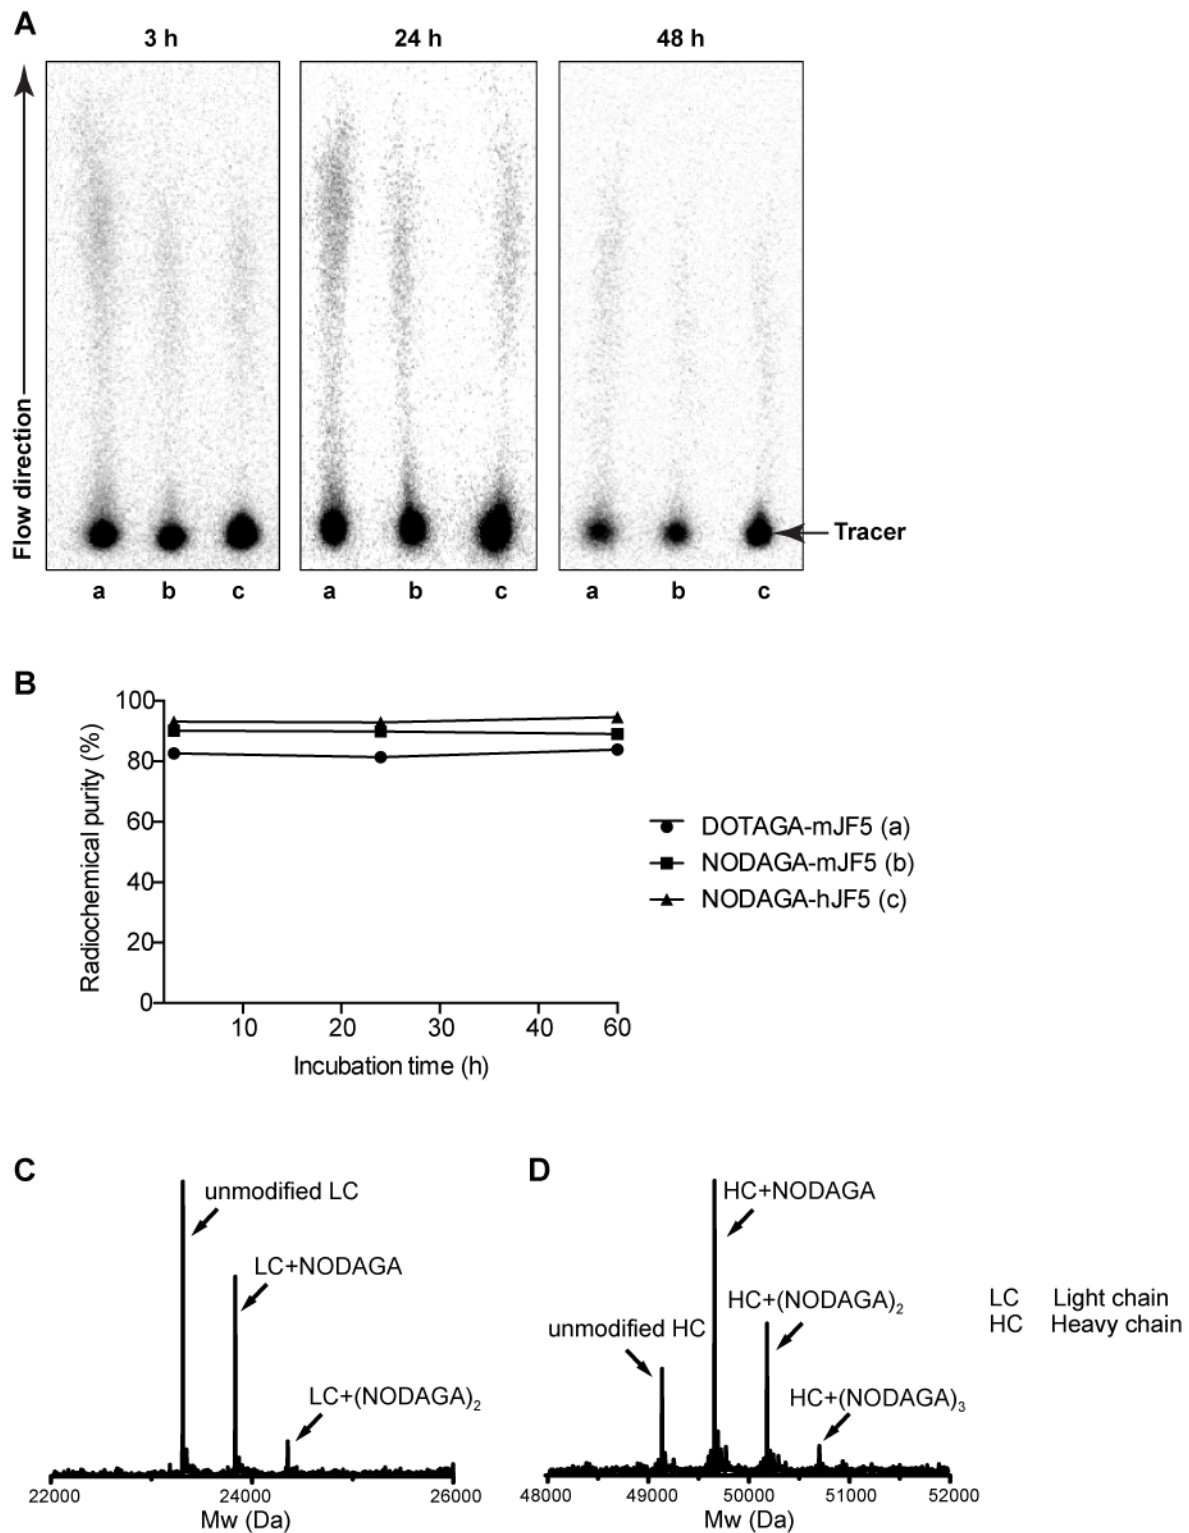 A
3 h
24 h
48 h
Flow direction
Tracer
a
b
c
a
b
c
a
b
c
B
Radiochemical purity (%)
100
80
60
40
20
0
10
20
30
40
60
Incubation time (h)
DOTAGA-mJF5 (a)
NODAGA-mJF5 (b)
NODAGA-hJF5 (c)
C
unmodified LC
LC+NODAGA
LC+(NODAGA)₂
22000
24000
26000
Mw (Da)
D
HC+NODAGA
HC+(NODAGA)₂
unmodified HC
HC+(NODAGA)₃
48000
49000
50000
51000
52000
Mw (Da)
LC Light chain
HC Heavy chain